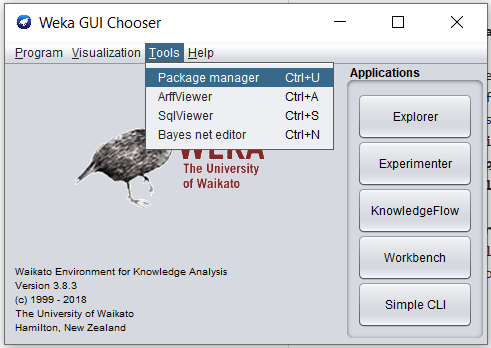 Weka GUI Chooser
Program Visualization Tools Help
Package manager Ctrl+U
ArffViewer Ctrl+A
SqlViewer Ctrl+S
Bayes net editor Ctrl+N
WEKA
The University
of Waikato
Waikato Environment for Knowledge Analysis
Version 3.8.3
(c) 1999 - 2018
The University of Waikato
Hamilton, New Zealand
Applications
Explorer
Experimenter
KnowledgeFlow
Workbench
Simple CLI